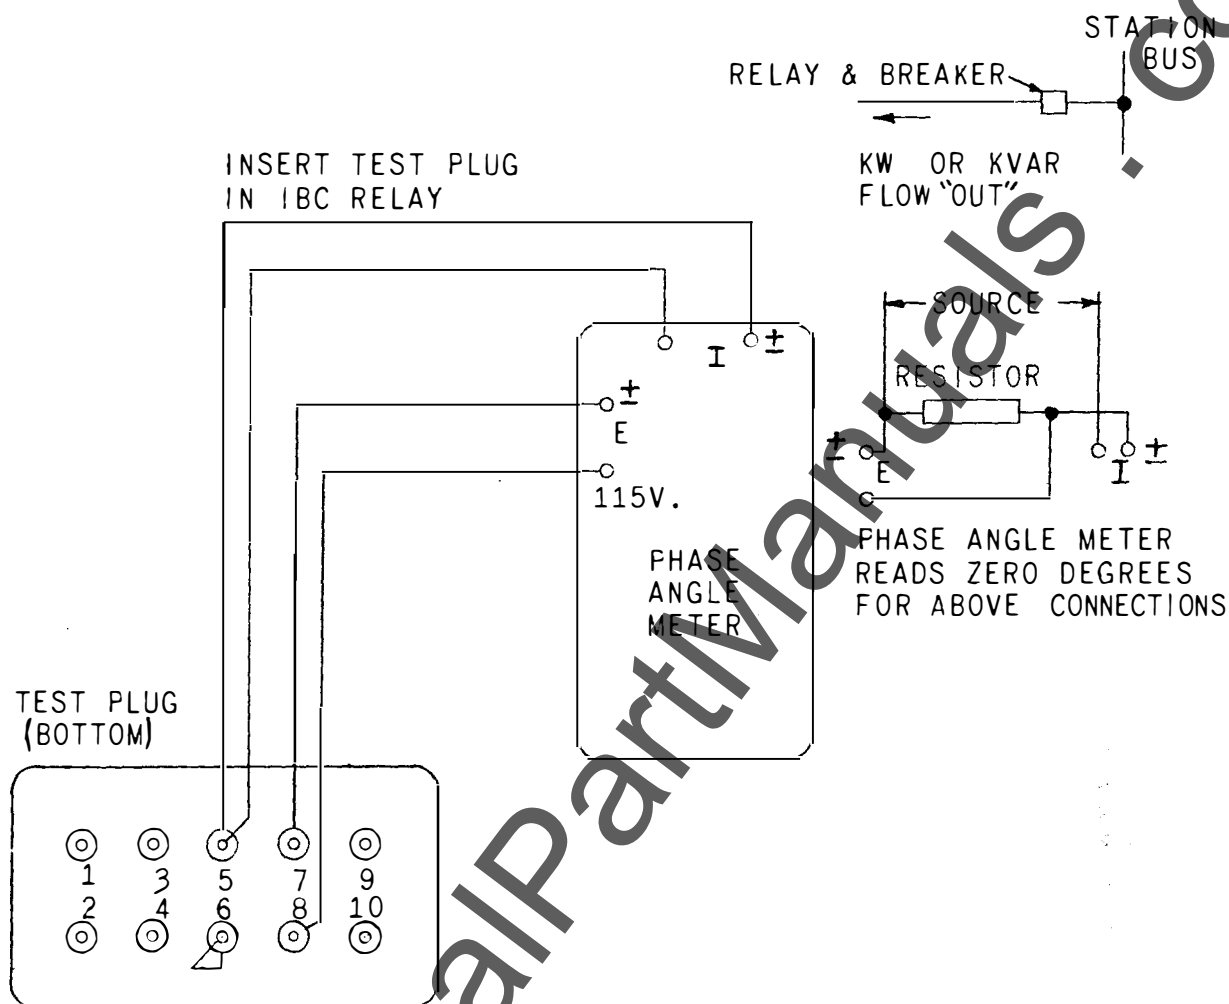 STATION
BUS
RELAY & BREAKER
KW OR KVAR
FLOW "OUT"
INSERT TEST PLUG
IN IBC RELAY
SOURCE
RESISTOR
± E I ±
PHASE ANGLE METER
READS ZERO DEGREES
FOR ABOVE CONNECTIONS
I ±
±
E
115V.
PHASE
ANGLE
METER
TEST PLUG
(BOTTOM)
1 3 5 7 9
2 4 6 8 10
alPartManuals . co